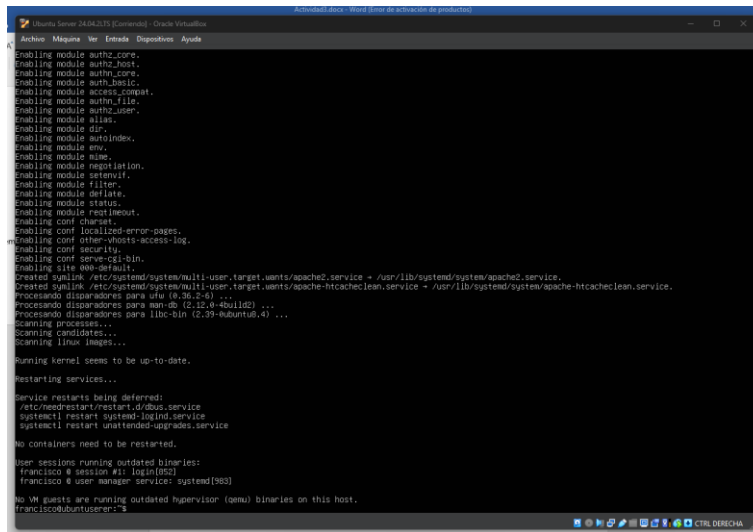 Actividad3.docx - Word (Error de activación de productos)
Ubuntu Server 24.04.2LTS [Corriendo] - Oracle VirtualBox
Archivo Máquina Ver Entrada Dispositivos Ayuda
Enabling module authz_core.
Enabling module authz_host.
Enabling module authn_core.
Enabling module auth_basic.
Enabling module access_compat.
Enabling module authn_file.
Enabling module authz_user.
Enabling module alias.
Enabling module dir.
Enabling module autoindex.
Enabling module env.
Enabling module mime.
Enabling module negotiation.
Enabling module setenvif.
Enabling module filter.
Enabling module deflate.
Enabling module status.
Enabling module reqtimeout.
Enabling conf charset.
Enabling conf localized-error-pages.
Enabling conf other-vhosts-access-log.
Enabling conf security.
Enabling conf serve-cgi-bin.
Enabling site 000-default.
Created symlink /etc/systemd/system/multi-user.target.wants/apache2.service → /usr/lib/systemd/system/apache2.service.
Created symlink /etc/systemd/system/multi-user.target.wants/apache-htcacheclean.service → /usr/lib/systemd/system/apache-htcacheclean.service.
Procesando disparadores para ufw (0.36.2-6) ...
Procesando disparadores para man-db (2.12.0-4build2) ...
Procesando disparadores para libc-bin (2.39-0ubuntu8.4) ...
Scanning processes...
Scanning candidates...
Scanning linux images...
Running kernel seems to be up-to-date.
Restarting services...
Service restarts being deferred:
/etc/needrestart/restart.d/dbus.service
systemctl restart systemd-logind.service
systemctl restart unattended-upgrades.service
No containers need to be restarted.
User sessions running outdated binaries:
francisco @ session #1: login[852]
francisco @ user manager service: systemd[983]
No VM guests are running outdated hypervisor (qemu) binaries on this host.
francisco@ubuntuserer:~$
CTRL DERECHA